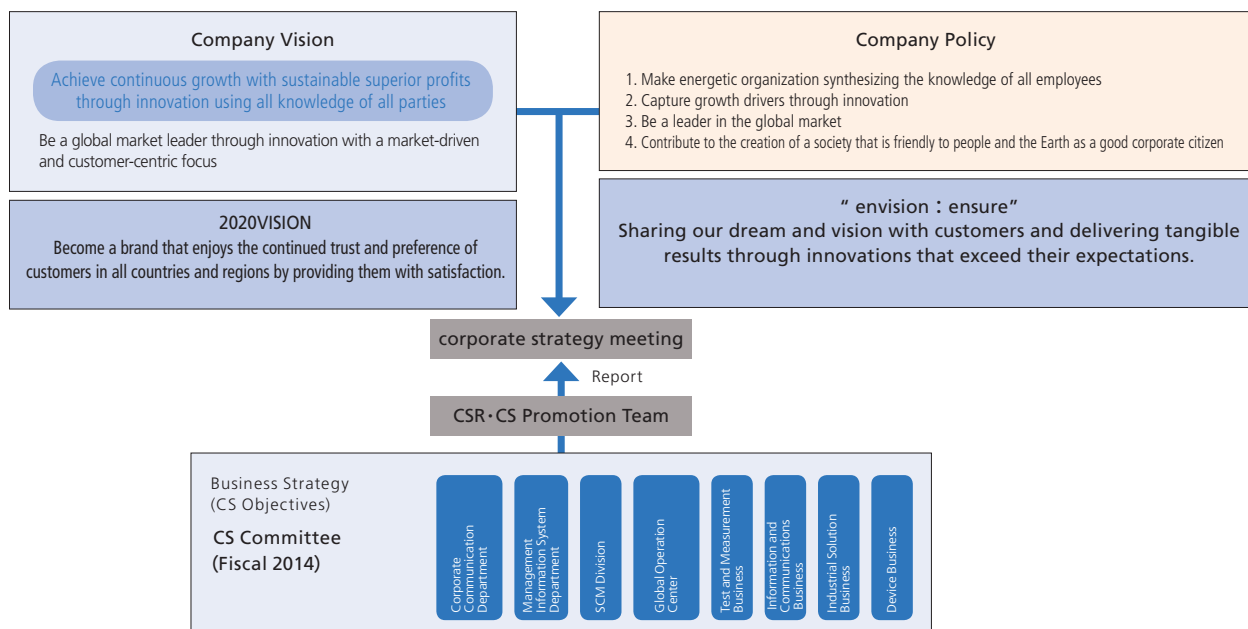 Company Vision
Achieve continuous growth with sustainable superior profits
through innovation using all knowledge of all parties
Be a global market leader through innovation with a market-driven
and customer-centric focus
2020VISION
Become a brand that enjoys the continued trust and preference of
customers in all countries and regions by providing them with satisfaction.
Company Policy
1. Make energetic organization synthesizing the knowledge of all employees
2. Capture growth drivers through innovation
3. Be a leader in the global market
4. Contribute to the creation of a society that is friendly to people and the Earth as a good corporate citizen
“ envision：ensure”
Sharing our dream and vision with customers and delivering tangible
results through innovations that exceed their expectations.
corporate strategy meeting
Report
CSR･CS Promotion Team
Business Strategy
(CS Objectives)
CS Committee
(Fiscal 2014)
Corporate
Communication
Department
Management
Information System
Department
SCM Division
Global Operation
Center
Test and Measurement
Business
Information and
Communications
Business
Industrial Solution
Business
Device Business